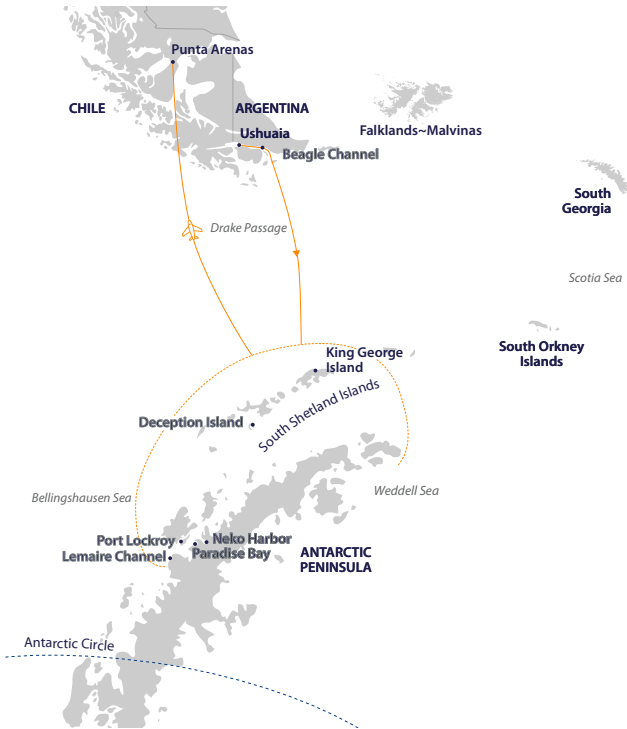 Punta Arenas
CHILE
ARGENTINA
Falklands~Malvinas
Ushuaia
Beagle Channel
South
Georgia
Drake Passage
Scotia Sea
South Orkney
Islands
King George
Island
South Shetland Islands
Deception Island
Weddell Sea
Bellingshausen Sea
Port Lockroy
Neko Harbor
Lemaire Channel
Paradise Bay
ANTARCTIC
PENINSULA
Antarctic Circle